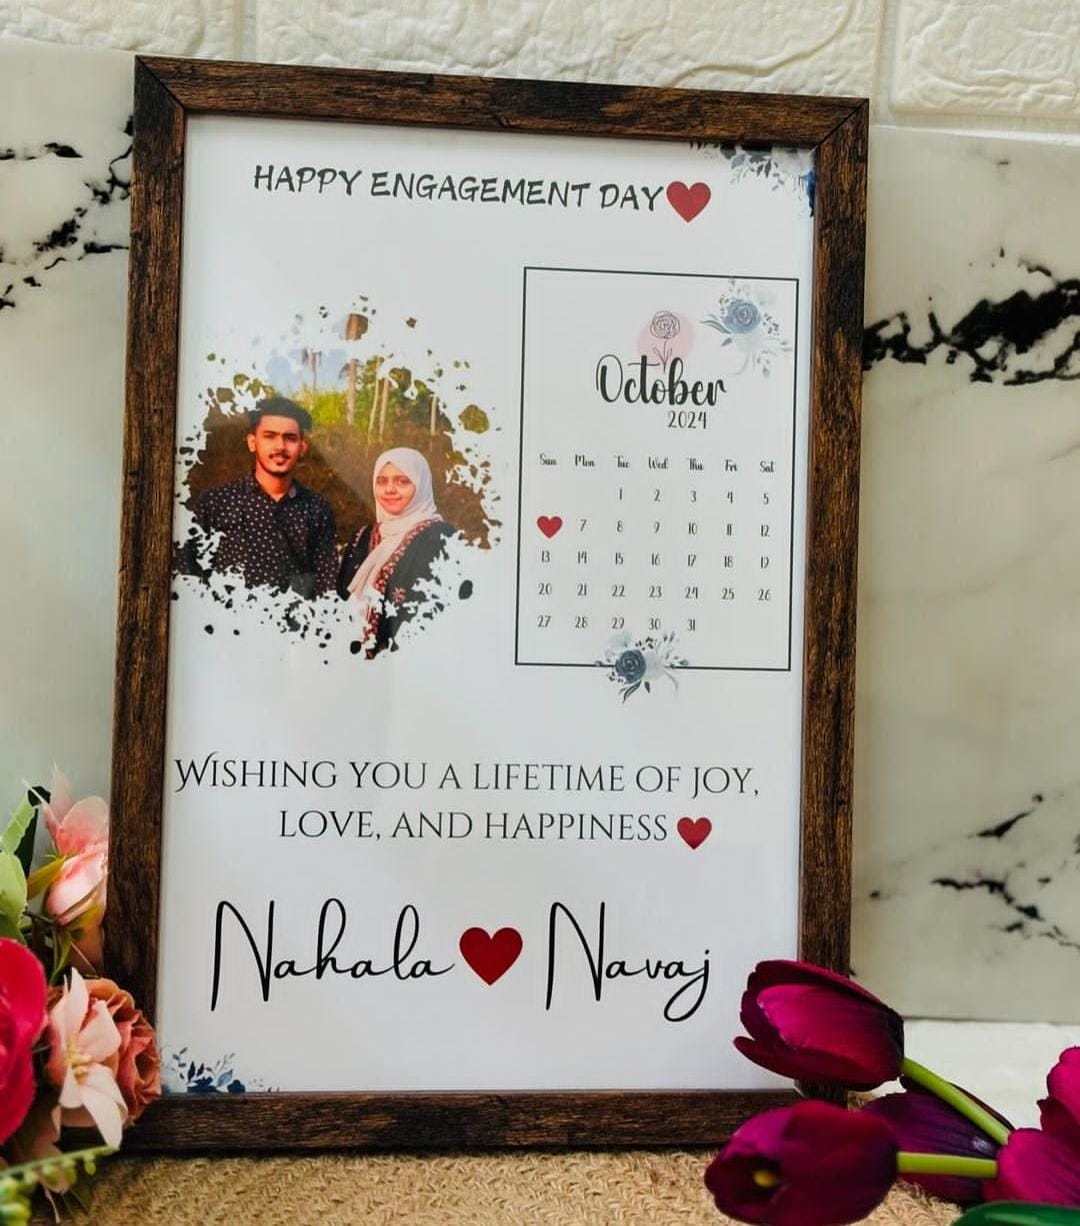 HAPPY ENGAGEMENT DAY
October
2024
Sun Mon Tue Wed Thu Fri Sat
1 2 3 4 5
7 8 9 10 11 12
13 14 15 16 17 18 19
20 21 22 23 24 25 26
27 28 29 30 31
WISHING YOU A LIFETIME OF JOY,
LOVE, AND HAPPINESS
Nahala Navaj